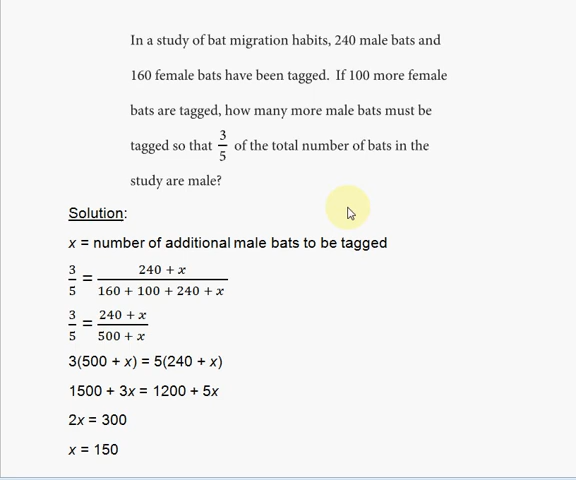 In a study of bat migration habits, 240 male bats and
160 female bats have been tagged. If 100 more female
bats are tagged, how many more male bats must be
tagged so that 3/5 of the total number of bats in the
study are male?
Solution:
x = number of additional male bats to be tagged
3/5 = (240 + x)/(160 + 100 + 240 + x)
3/5 = (240 + x)/(500 + x)
3(500 + x) = 5(240 + x)
1500 + 3x = 1200 + 5x
2x = 300
x = 150